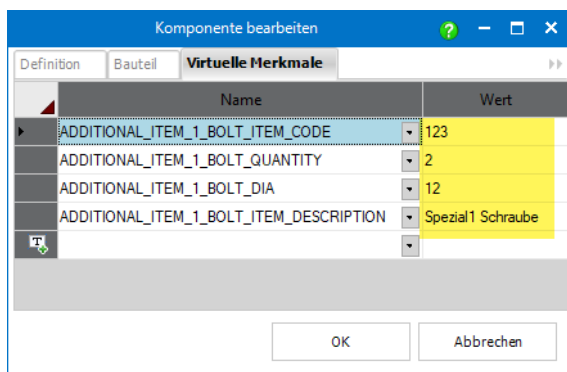 Komponente bearbeiten
Definition Bauteil Virtuelle Merkmale
Name Wert
ADDITIONAL_ITEM_1_BOLT_ITEM_CODE 123
ADDITIONAL_ITEM_1_BOLT_QUANTITY 2
ADDITIONAL_ITEM_1_BOLT_DIA 12
ADDITIONAL_ITEM_1_BOLT_ITEM_DESCRIPTION Spezial1 Schraube
OK Abbrechen